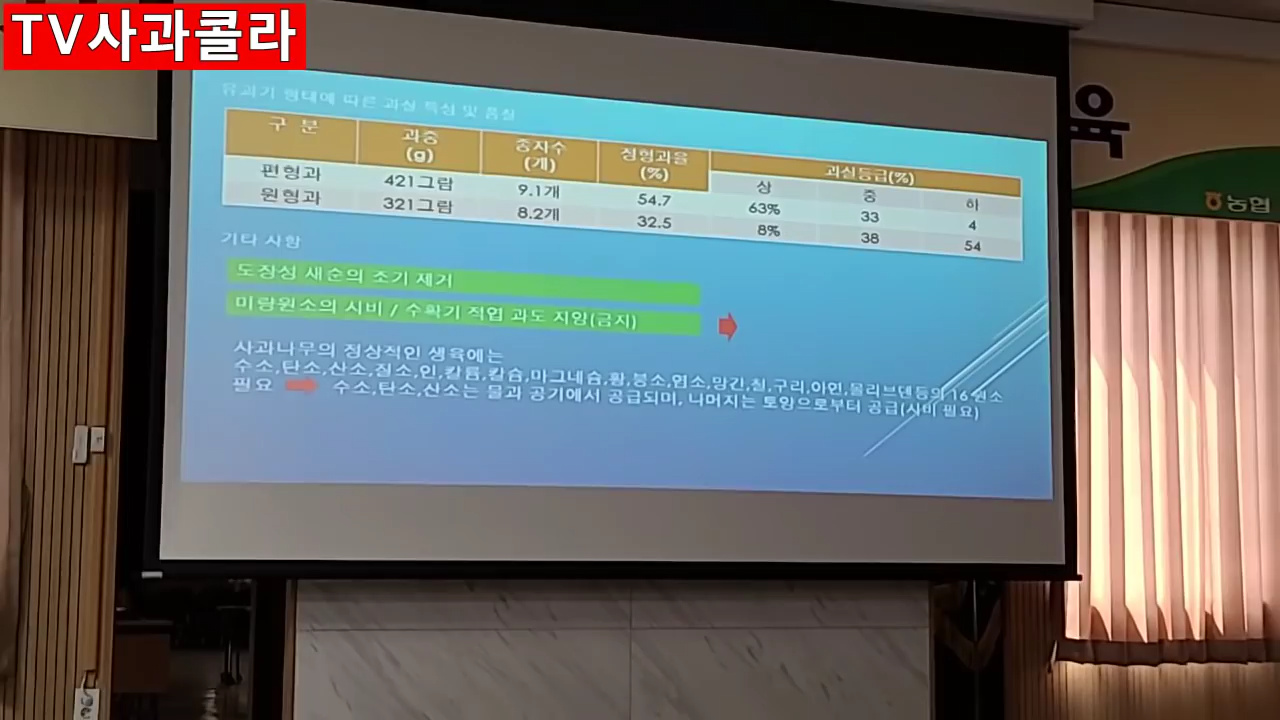 TV사과콜라
육
농협
유과기 형태에 따른 과실 특성 및 품질
구 분 과중 (g) 종자수 (개) 정형과율 (%) 과실등급(%)
상 중 하
편형과 421그람 9.1개 54.7 63% 33 4
원형과 321그람 8.2개 32.5 8% 38 54
기타 사항
도장성 새순의 조기 제거
미량원소의 시비 / 수확기 적엽 과도 지양(금지)
사과나무의 정상적인 생육에는
수소,탄소,산소,질소,인,칼륨,칼슘,마그네슘,황,붕소,염소,망간,철,구리,아연,몰리브덴등의 16 원소
필요 수소,탄소,산소는 물과 공기에서 공급되며, 나머지는 토양으로부터 공급(시비 필요)